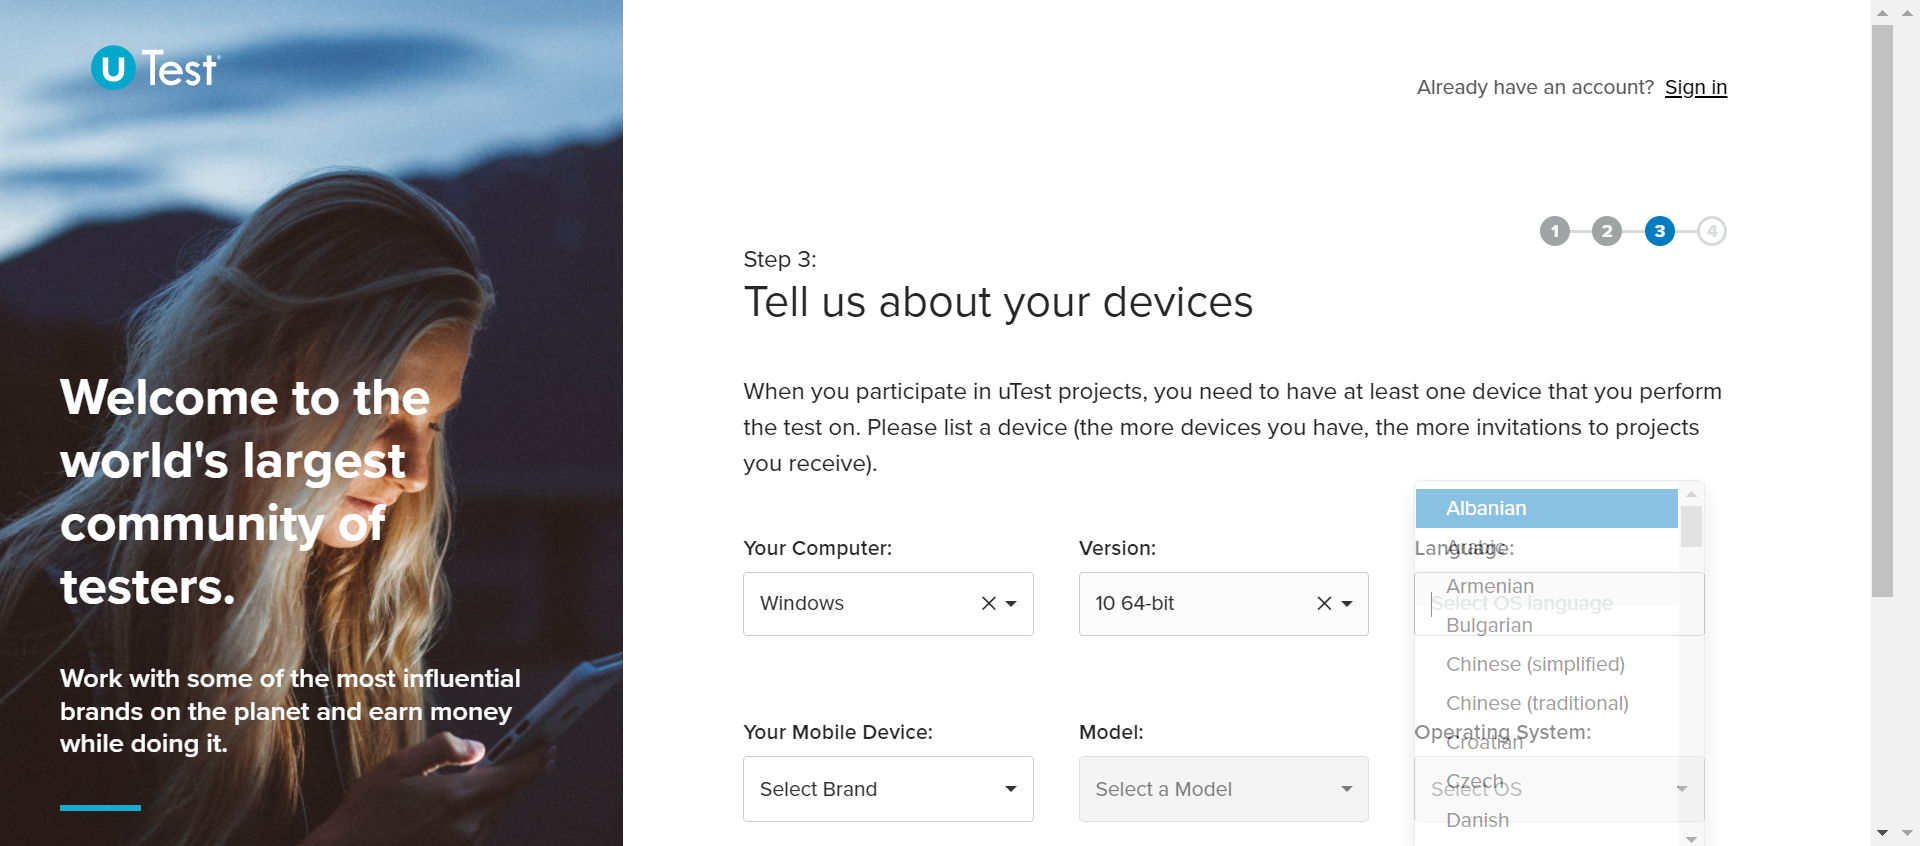 uTest
Already have an account? Sign in
1 2 3 4
Step 3:
Tell us about your devices
When you participate in uTest projects, you need to have at least one device that you perform
the test on. Please list a device (the more devices you have, the more invitations to projects
you receive).
Your Computer:
Windows
Version:
10 64-bit
Language:
Select OS language
Albanian
Arabic
Armenian
Bulgarian
Chinese (simplified)
Chinese (traditional)
Croatian
Czech
Danish
Your Mobile Device:
Select Brand
Model:
Select a Model
Operating System:
Select OS
Welcome to the
world's largest
community of
testers.
Work with some of the most influential
brands on the planet and earn money
while doing it.